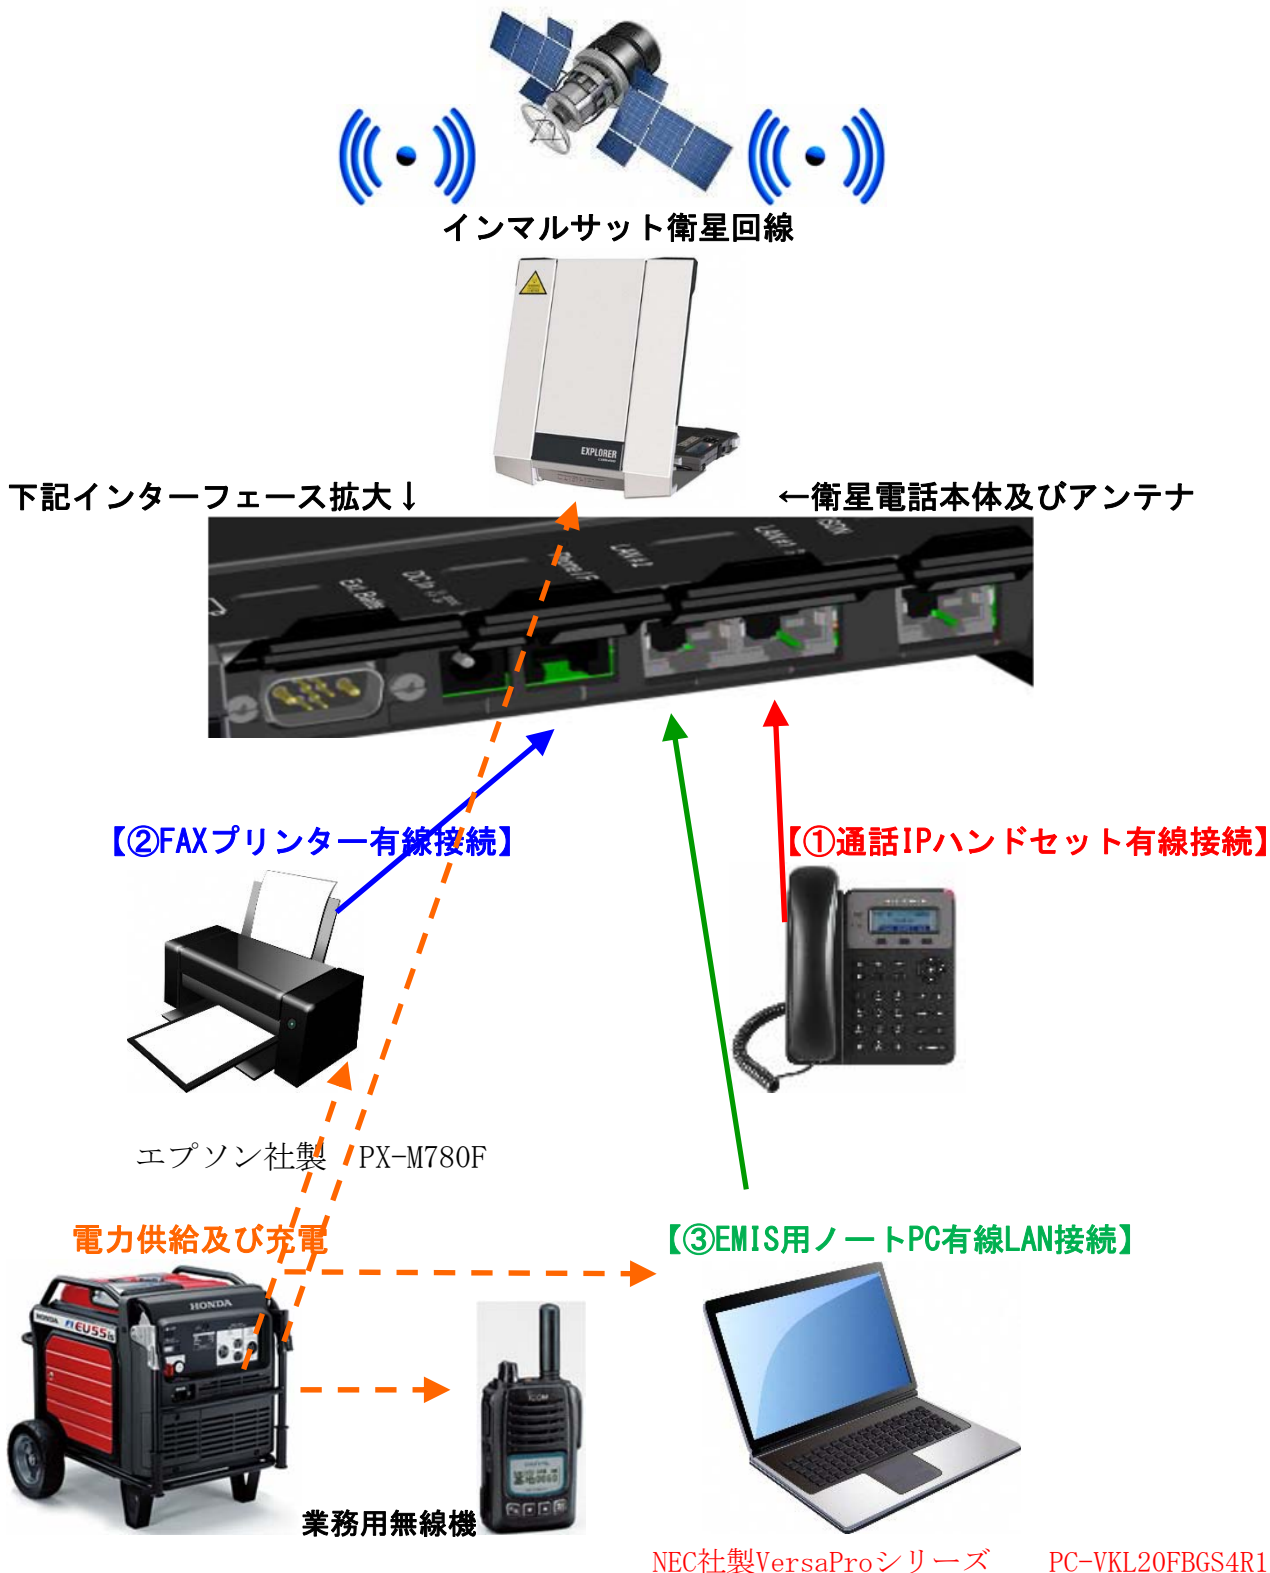 インマルサット衛星回線
EXPLORER
下記インターフェース拡大↓
←衛星電話本体及びアンテナ
Ext. Batte
DC In
Phone/F
LAN #2
LAN #1
ISDN
【②FAXプリンター有線接続】
【①通話IPハンドセット有線接続】
エプソン社製　PX-M780F
電力供給及び充電
【③EMIS用ノートPC有線LAN接続】
HONDA
HONDA
EU55is
ICOM
業務用無線機
NEC社製VersaProシリーズ　　PC-VKL20FBGS4R1